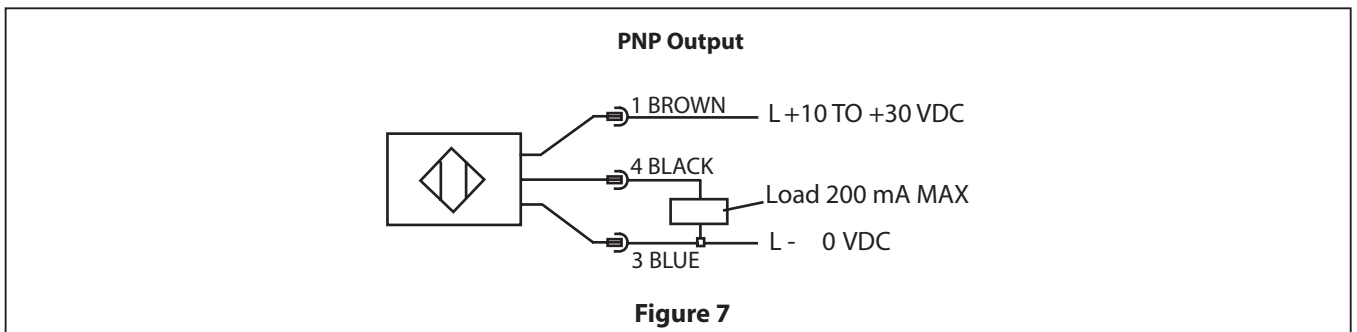 PNP Output
1 BROWN
L +10 TO +30 VDC
4 BLACK
Load 200 mA MAX
L - 0 VDC
3 BLUE
Figure 7